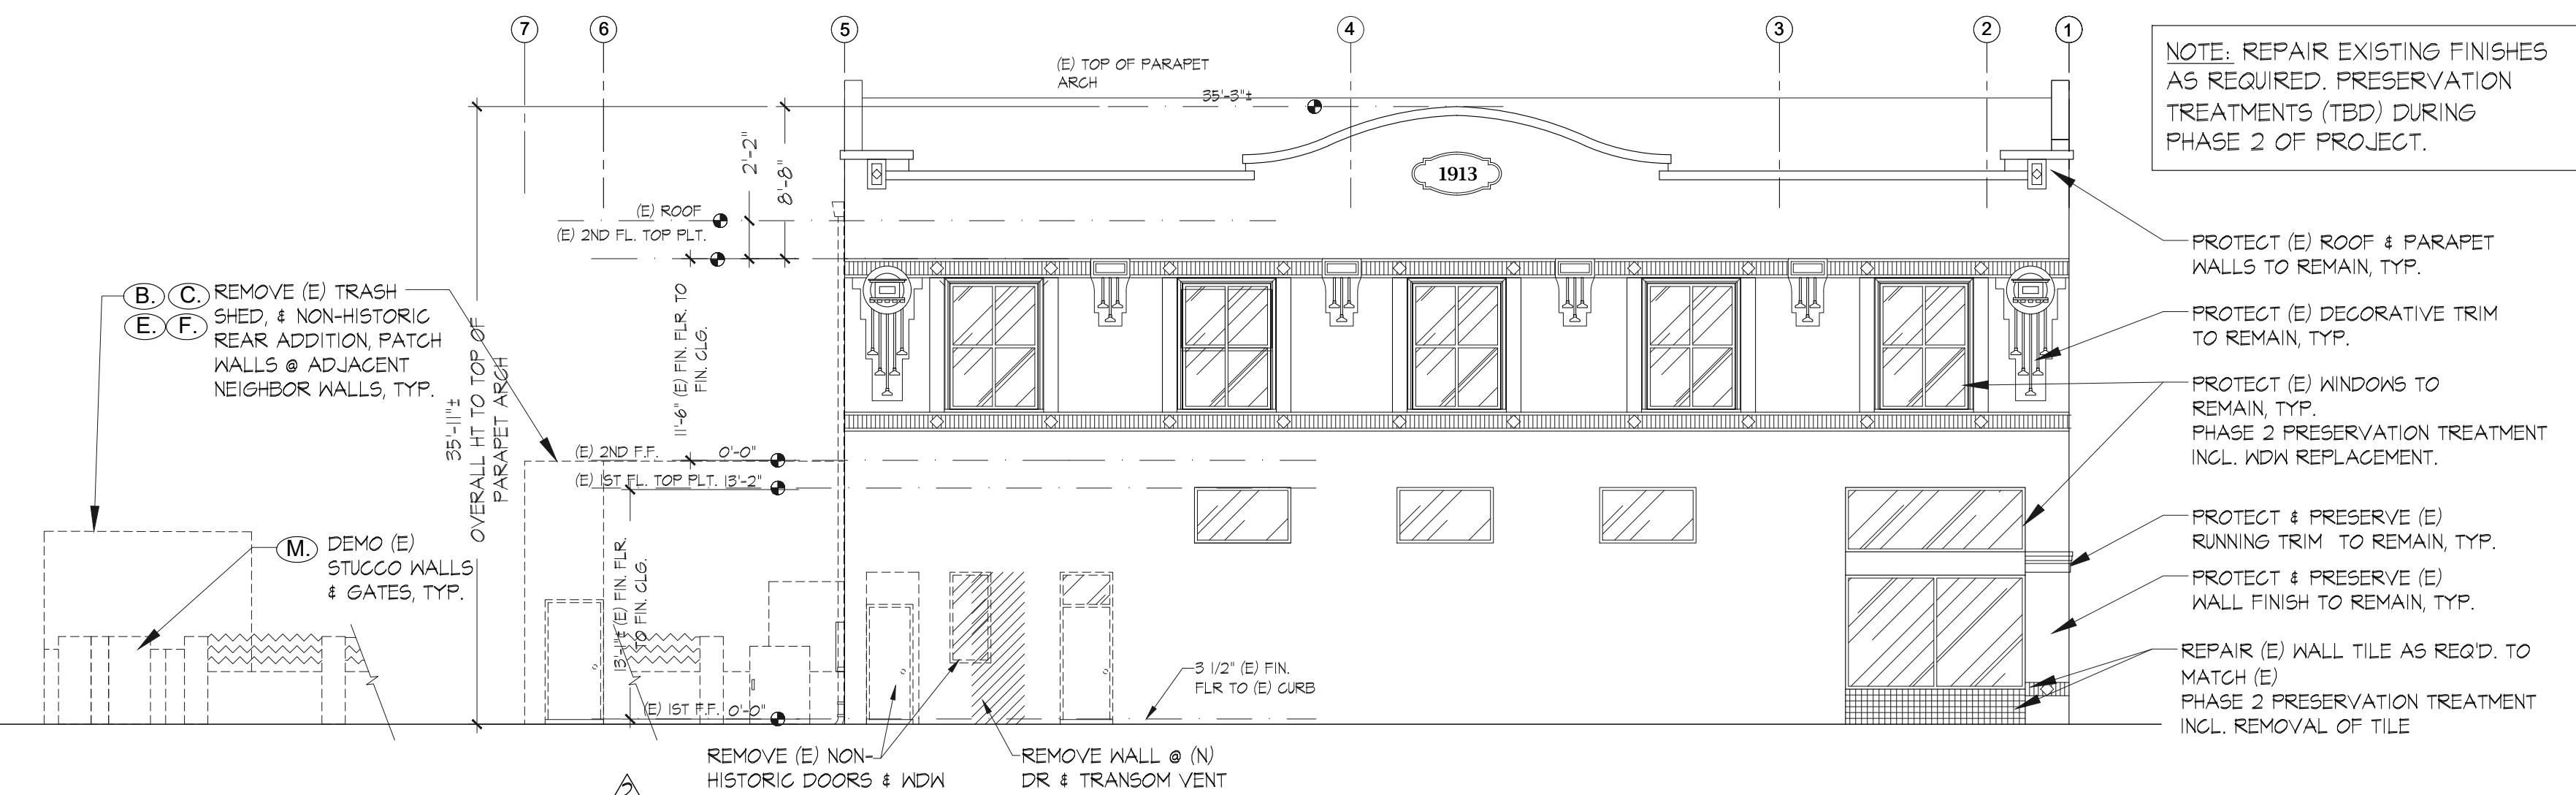 7
6
5
4
3
2
1
NOTE: REPAIR EXISTING FINISHES
AS REQUIRED. PRESERVATION
TREATMENTS (TBD) DURING
PHASE 2 OF PROJECT.
(E) TOP OF PARAPET
ARCH
35'-3"±
1913
2'-2"
8'-8"
(E) ROOF
(E) 2ND FL. TOP PLT.
B.
C.
E.
F.
REMOVE (E) TRASH
SHED, & NON-HISTORIC
REAR ADDITION, PATCH
WALLS @ ADJACENT
NEIGHBOR WALLS, TYP.
35'-11"±
OVERALL HT TO TOP OF
PARAPET ARCH
11'-6" (E) FIN. FLR. TO
FIN. CLG.
(E) 2ND F.F. 0'-0"
(E) 1ST FL. TOP PLT. 13'-2"
M.
DEMO (E)
STUCCO WALLS
& GATES, TYP.
13'-1"± (E) FIN. FLR.
TO FIN. CLG.
(E) 1ST F.F. 0'-0"
3 1/2" (E) FIN.
FLR TO (E) CURB
REMOVE (E) NON-
HISTORIC DOORS & WDW
REMOVE WALL @ (N)
DR & TRANSOM VENT
2
PROTECT (E) ROOF & PARAPET
WALLS TO REMAIN, TYP.
PROTECT (E) DECORATIVE TRIM
TO REMAIN, TYP.
PROTECT (E) WINDOWS TO
REMAIN, TYP.
PHASE 2 PRESERVATION TREATMENT
INCL. WDW REPLACEMENT.
PROTECT & PRESERVE (E)
RUNNING TRIM TO REMAIN, TYP.
PROTECT & PRESERVE (E)
WALL FINISH TO REMAIN, TYP.
REPAIR (E) WALL TILE AS REQ'D. TO
MATCH (E)
PHASE 2 PRESERVATION TREATMENT
INCL. REMOVAL OF TILE